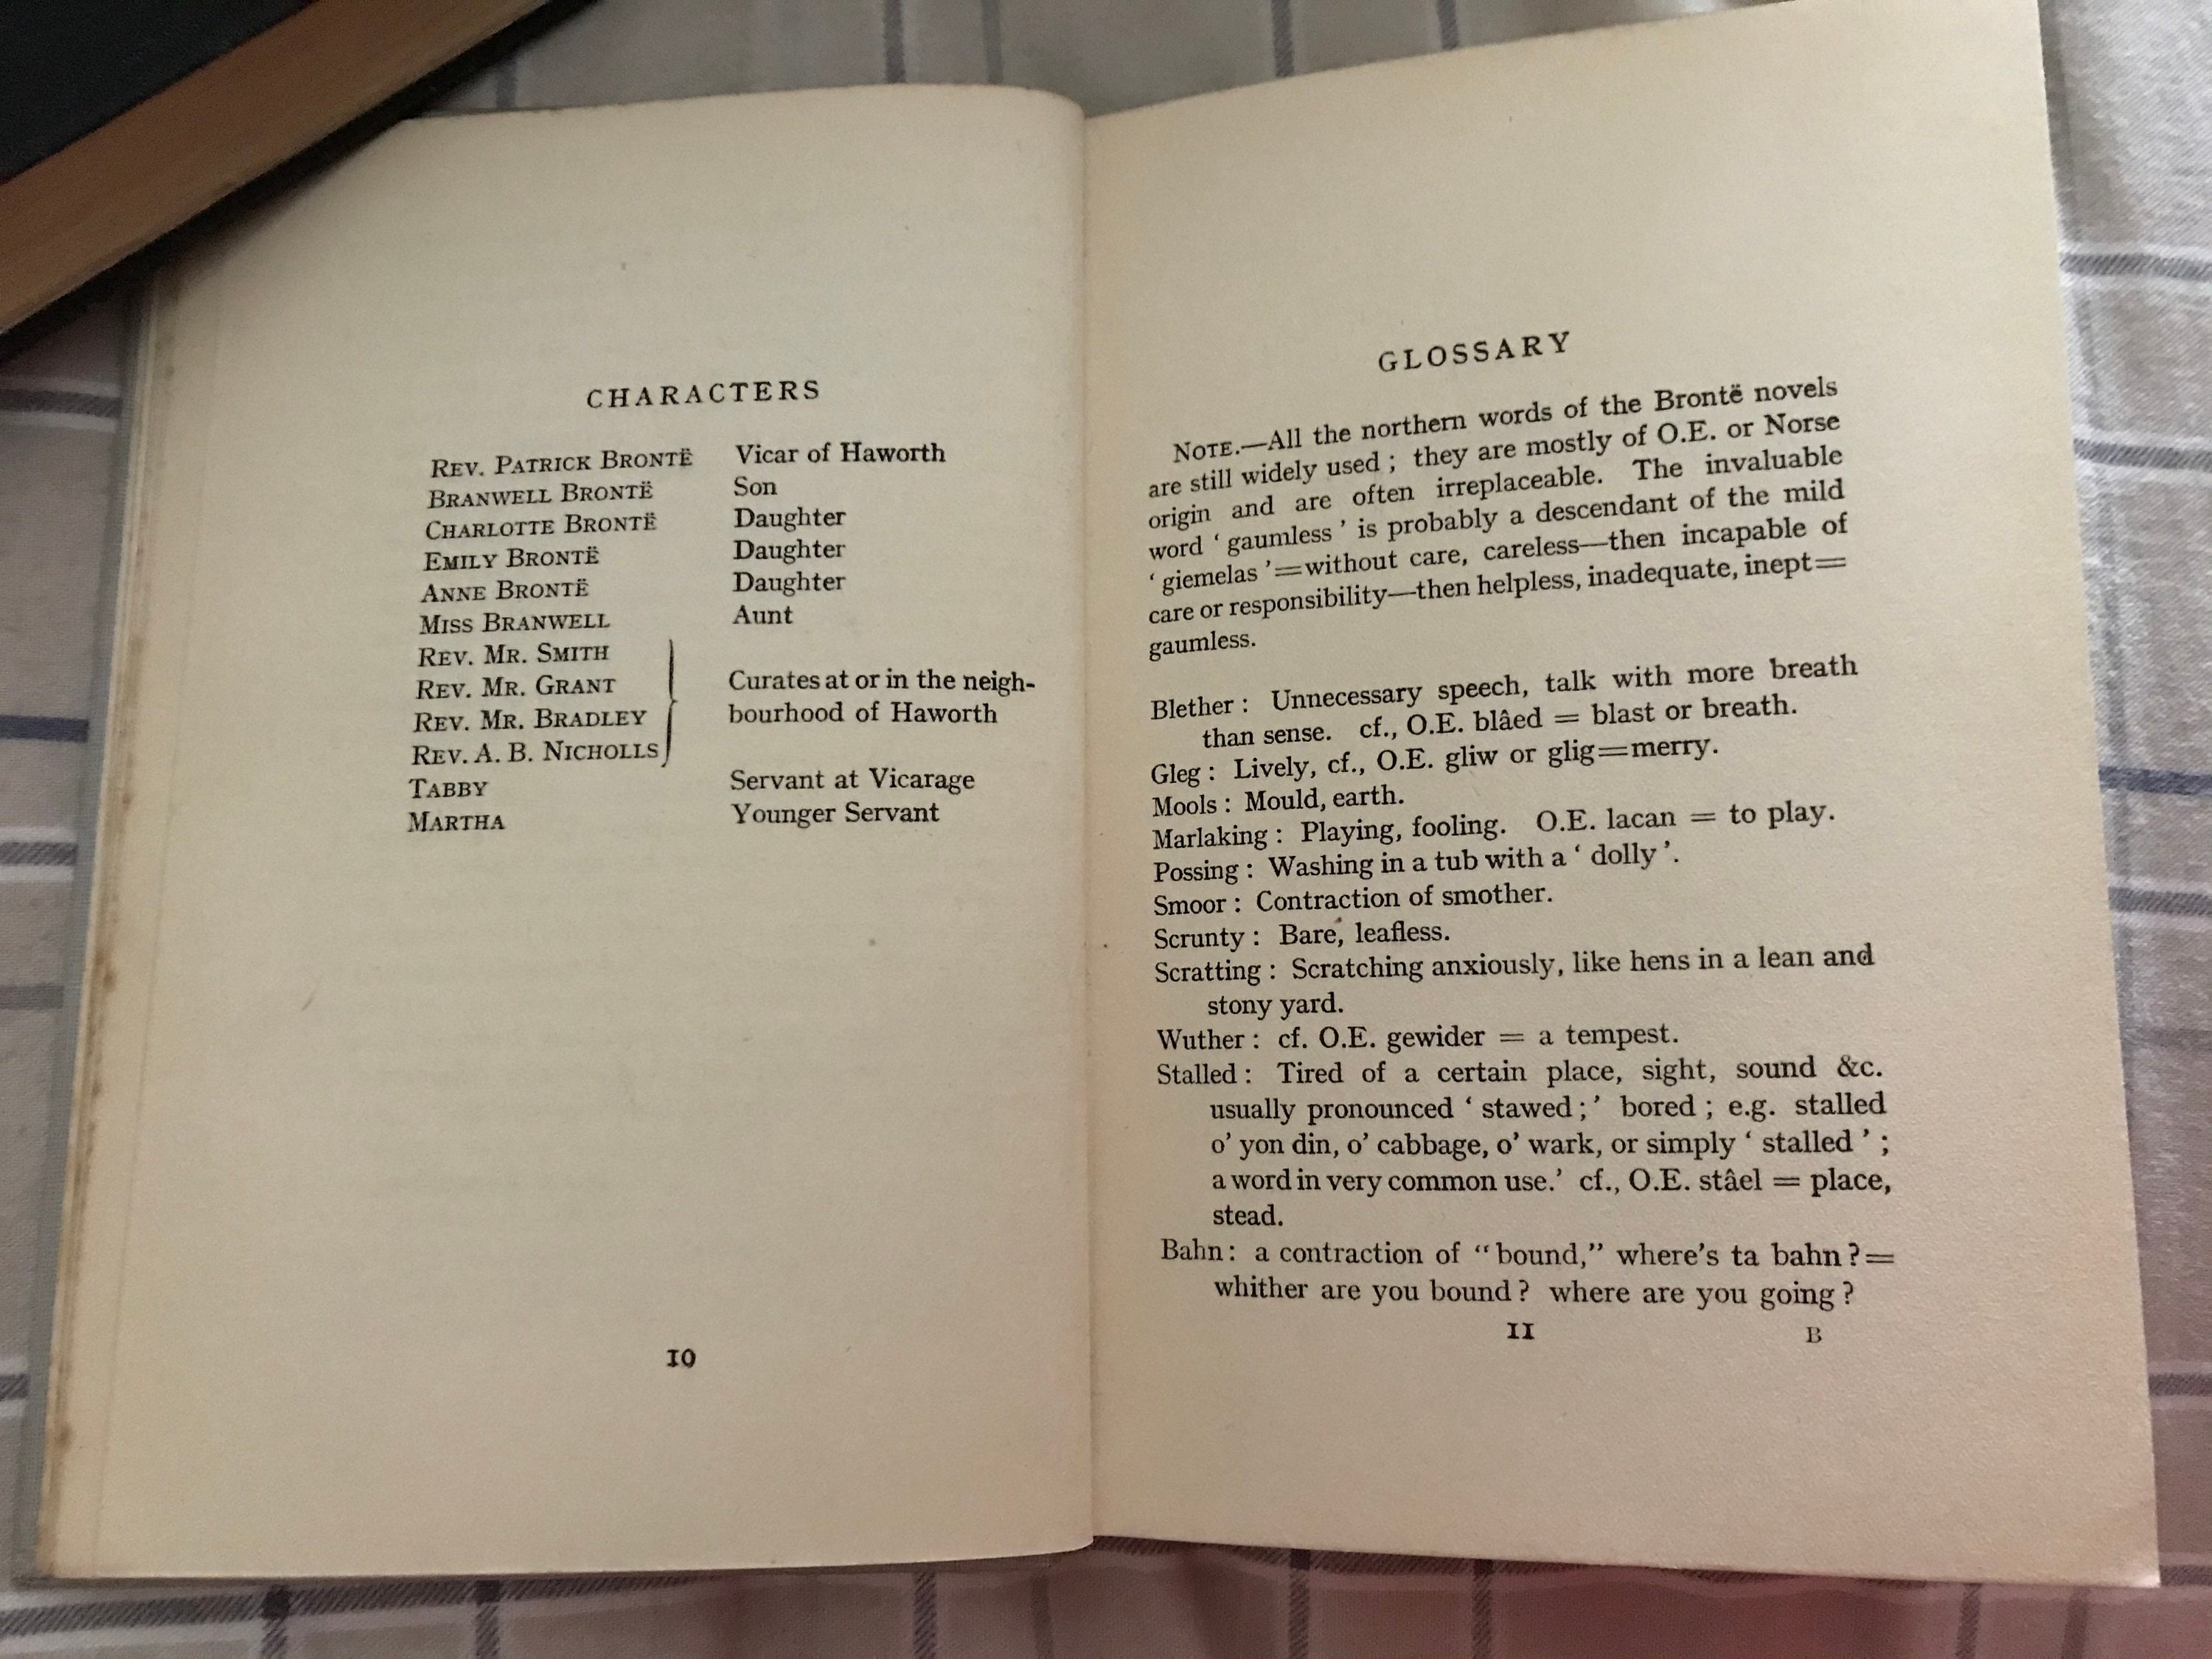 CHARACTERS
REV. PATRICK BRONTË Vicar of Haworth
BRANWELL BRONTË Son
CHARLOTTE BRONTË Daughter
EMILY BRONTË Daughter
ANNE BRONTË Daughter
MISS BRANWELL Aunt
REV. MR. SMITH
REV. MR. GRANT Curates at or in the neigh-
REV. MR. BRADLEY bourhood of Haworth
REV. A. B. NICHOLLS
TABBY Servant at Vicarage
MARTHA Younger Servant
10
GLOSSARY
NOTE.—All the northern words of the Brontë novels
are still widely used ; they are mostly of O.E. or Norse
origin and are often irreplaceable. The invaluable
word ‘ gaumless ’ is probably a descendant of the mild
‘ giemelas ’=without care, careless—then incapable of
care or responsibility—then helpless, inadequate, inept=
gaumless.
Blether : Unnecessary speech, talk with more breath
than sense. cf., O.E. blâed = blast or breath.
Gleg : Lively, cf., O.E. gliw or glig=merry.
Mools : Mould, earth.
Marlaking : Playing, fooling. O.E. lacan = to play.
Possing : Washing in a tub with a ‘ dolly ’.
Smoor : Contraction of smother.
Scrunty : Bare, leafless.
Scratting : Scratching anxiously, like hens in a lean and
stony yard.
Wuther : cf. O.E. gewider = a tempest.
Stalled : Tired of a certain place, sight, sound &c.
usually pronounced ‘ stawed ; ’ bored ; e.g. stalled
o’ yon din, o’ cabbage, o’ wark, or simply ‘ stalled ’ ;
a word in very common use.’ cf., O.E. stâel = place,
stead.
Bahn : a contraction of “bound,” where’s ta bahn ?=
whither are you bound ? where are you going ?
11 B